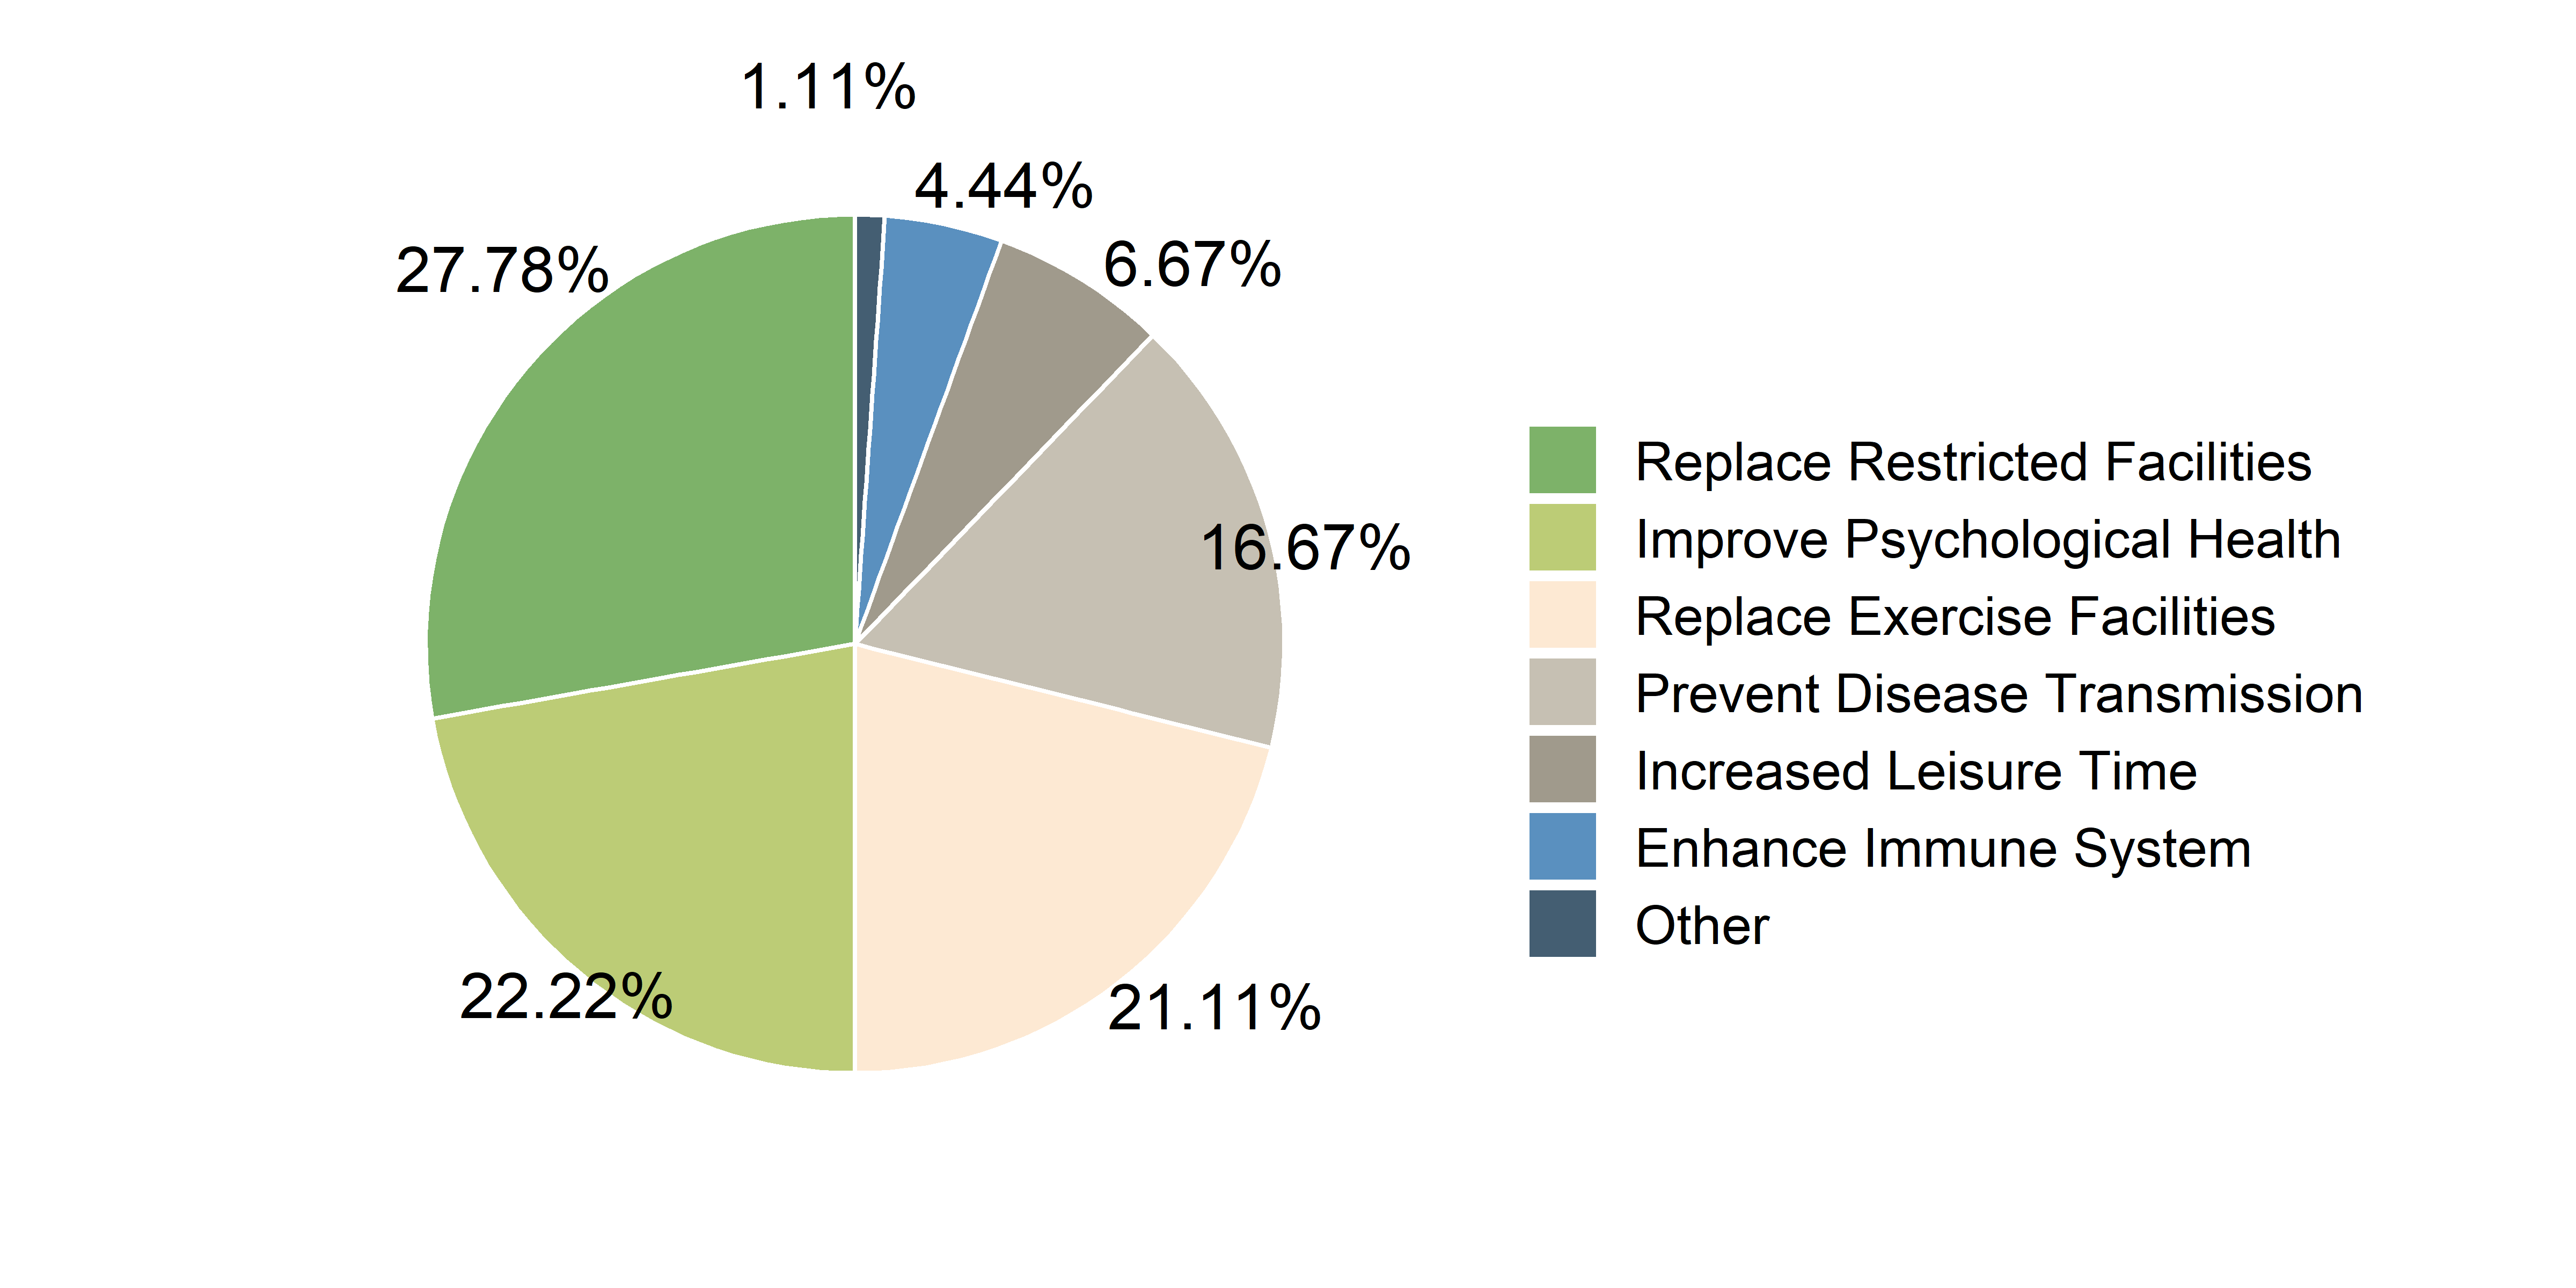 1.11%
4.44%
6.67%
27.78%
16.67%
22.22%
21.11%
Replace Restricted Facilities
Improve Psychological Health
Replace Exercise Facilities
Prevent Disease Transmission
Increased Leisure Time
Enhance Immune System
Other